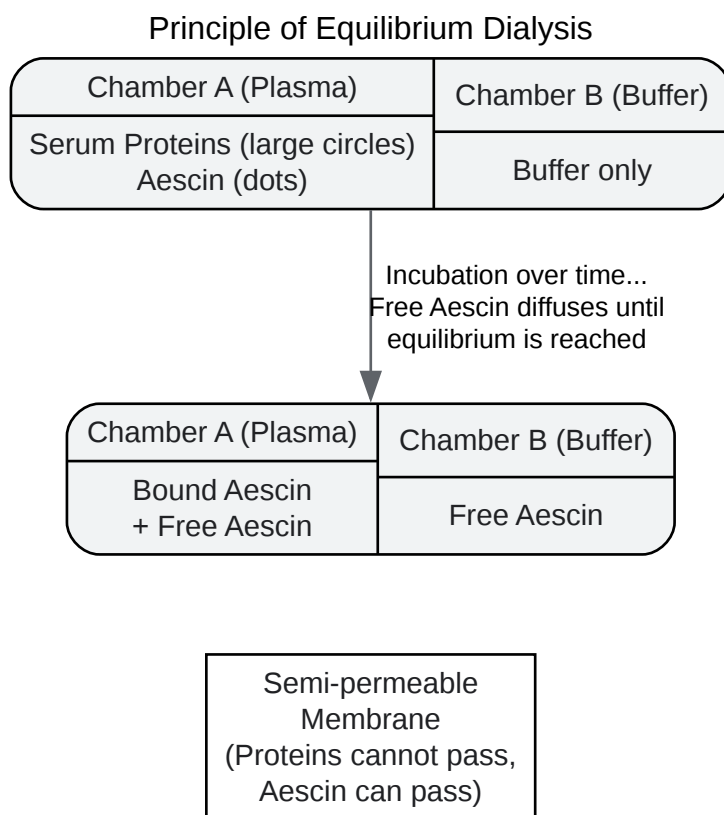 Principle of Equilibrium Dialysis
Chamber A (Plasma)
Chamber B (Buffer)
Serum Proteins (large circles)
Aescin (dots)
Buffer only
Incubation over time...
Free Aescin diffuses until
equilibrium is reached
Chamber A (Plasma)
Chamber B (Buffer)
Bound Aescin
+ Free Aescin
Free Aescin
Semi-permeable
Membrane
(Proteins cannot pass,
Aescin can pass)